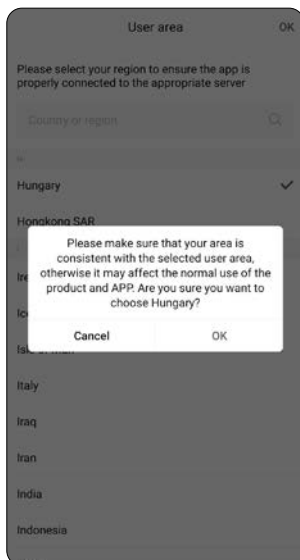 User area
OK
Please select your region to ensure the app is
properly connected to the appropriate server
Country or region
H
Hungary
Hongkong SAR
Please make sure that your area is
consistent with the selected user area,
otherwise it may affect the normal use of the
product and APP. Are you sure you want to
choose Hungary?
Cancel
OK
Italy
Iraq
Iran
India
Indonesia